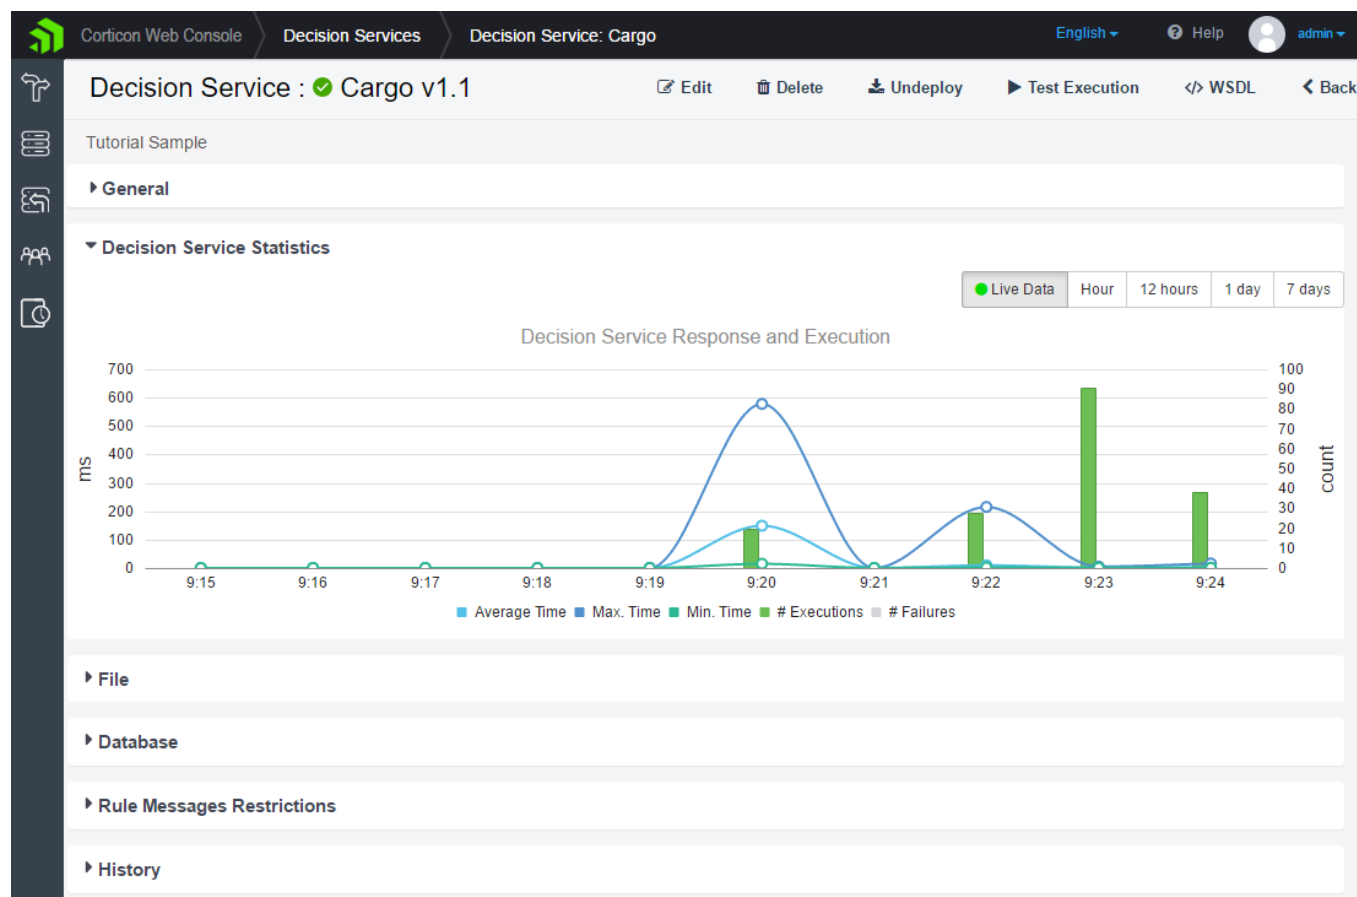 Corticon Web Console Decision Services Decision Service: Cargo English Help admin
Decision Service : Cargo v1.1 Edit Delete Undeploy Test Execution </> WSDL Back
Tutorial Sample
General
Decision Service Statistics
Live Data Hour 12 hours 1 day 7 days
Decision Service Response and Execution
700 100
600 90
80
500 70
400 60
50
300 40
200 30
100 20
10
0 0
ms
count
9:15 9:16 9:17 9:18 9:19 9:20 9:21 9:22 9:23 9:24
Average Time Max. Time Min. Time # Executions # Failures
File
Database
Rule Messages Restrictions
History